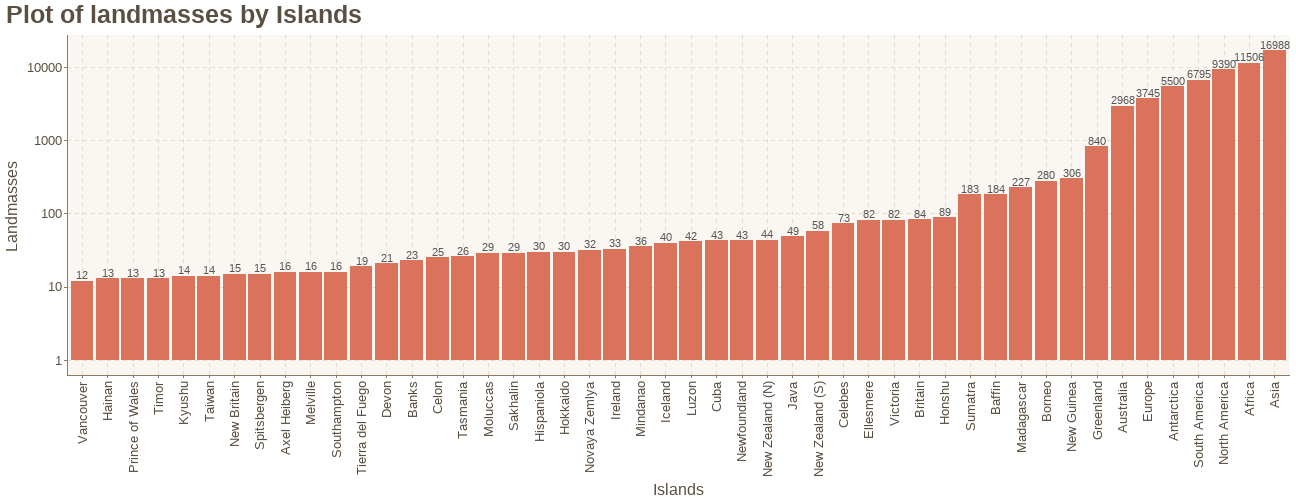 Plot of landmasses by Islands
Landmasses
10000
1000
100
10
1
12
13
13
13
14
14
15
15
16
16
16
19
21
23
25
26
29
29
30
30
32
33
36
40
42
43
43
44
49
58
73
82
82
84
89
183
184
227
280
306
840
2968
3745
5500
6795
9390
11506
16988
Vancouver
Hainan
Prince of Wales
Timor
Kyushu
Taiwan
New Britain
Spitsbergen
Axel Heiberg
Melville
Southampton
Tierra del Fuego
Devon
Banks
Celon
Tasmania
Moluccas
Sakhalin
Hispaniola
Hokkaido
Novaya Zemlya
Ireland
Mindanao
Iceland
Luzon
Cuba
Newfoundland
New Zealand (N)
Java
New Zealand (S)
Celebes
Ellesmere
Victoria
Britain
Honshu
Sumatra
Baffin
Madagascar
Borneo
New Guinea
Greenland
Australia
Europe
Antarctica
South America
North America
Africa
Asia
Islands